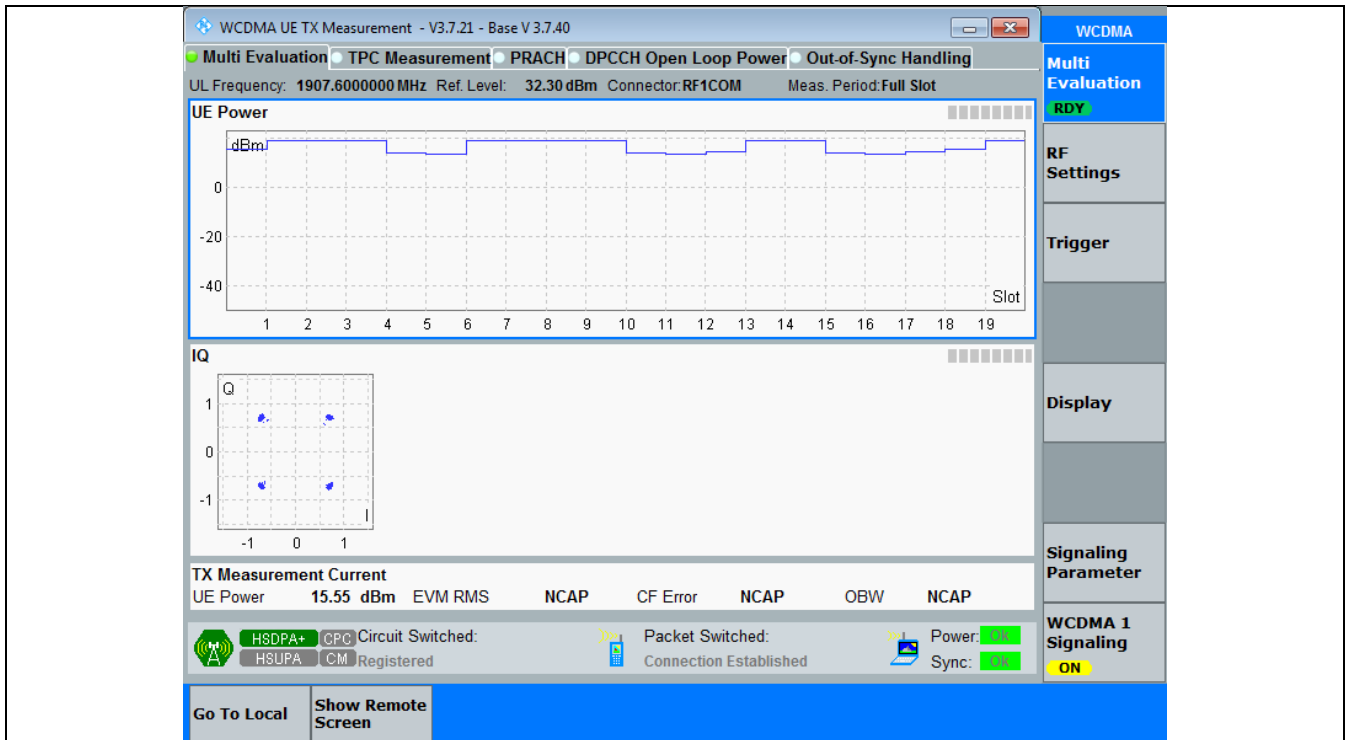 WCDMA UE TX Measurement - V3.7.21 - Base V 3.7.40
WCDMA
Multi Evaluation TPC Measurement PRACH DPCCH Open Loop Power Out-of-Sync Handling
UL Frequency: 1907.6000000 MHz Ref. Level: 32.30 dBm Connector: RF1COM Meas. Period: Full Slot
Multi
Evaluation
RDY
UE Power
dBm
0
-20
-40
Slot
1 2 3 4 5 6 7 8 9 10 11 12 13 14 15 16 17 18 19
RF
Settings
Trigger
IQ
Q
1
0
-1
I
-1 0 1
Display
TX Measurement Current
UE Power 15.55 dBm EVM RMS NCAP CF Error NCAP OBW NCAP
Signaling
Parameter
HSDPA+ CPC Circuit Switched: Packet Switched: Power: Ok
HSUPA CM Registered Connection Established Sync: Ok
WCDMA 1
Signaling
ON
Go To Local
Show Remote
Screen